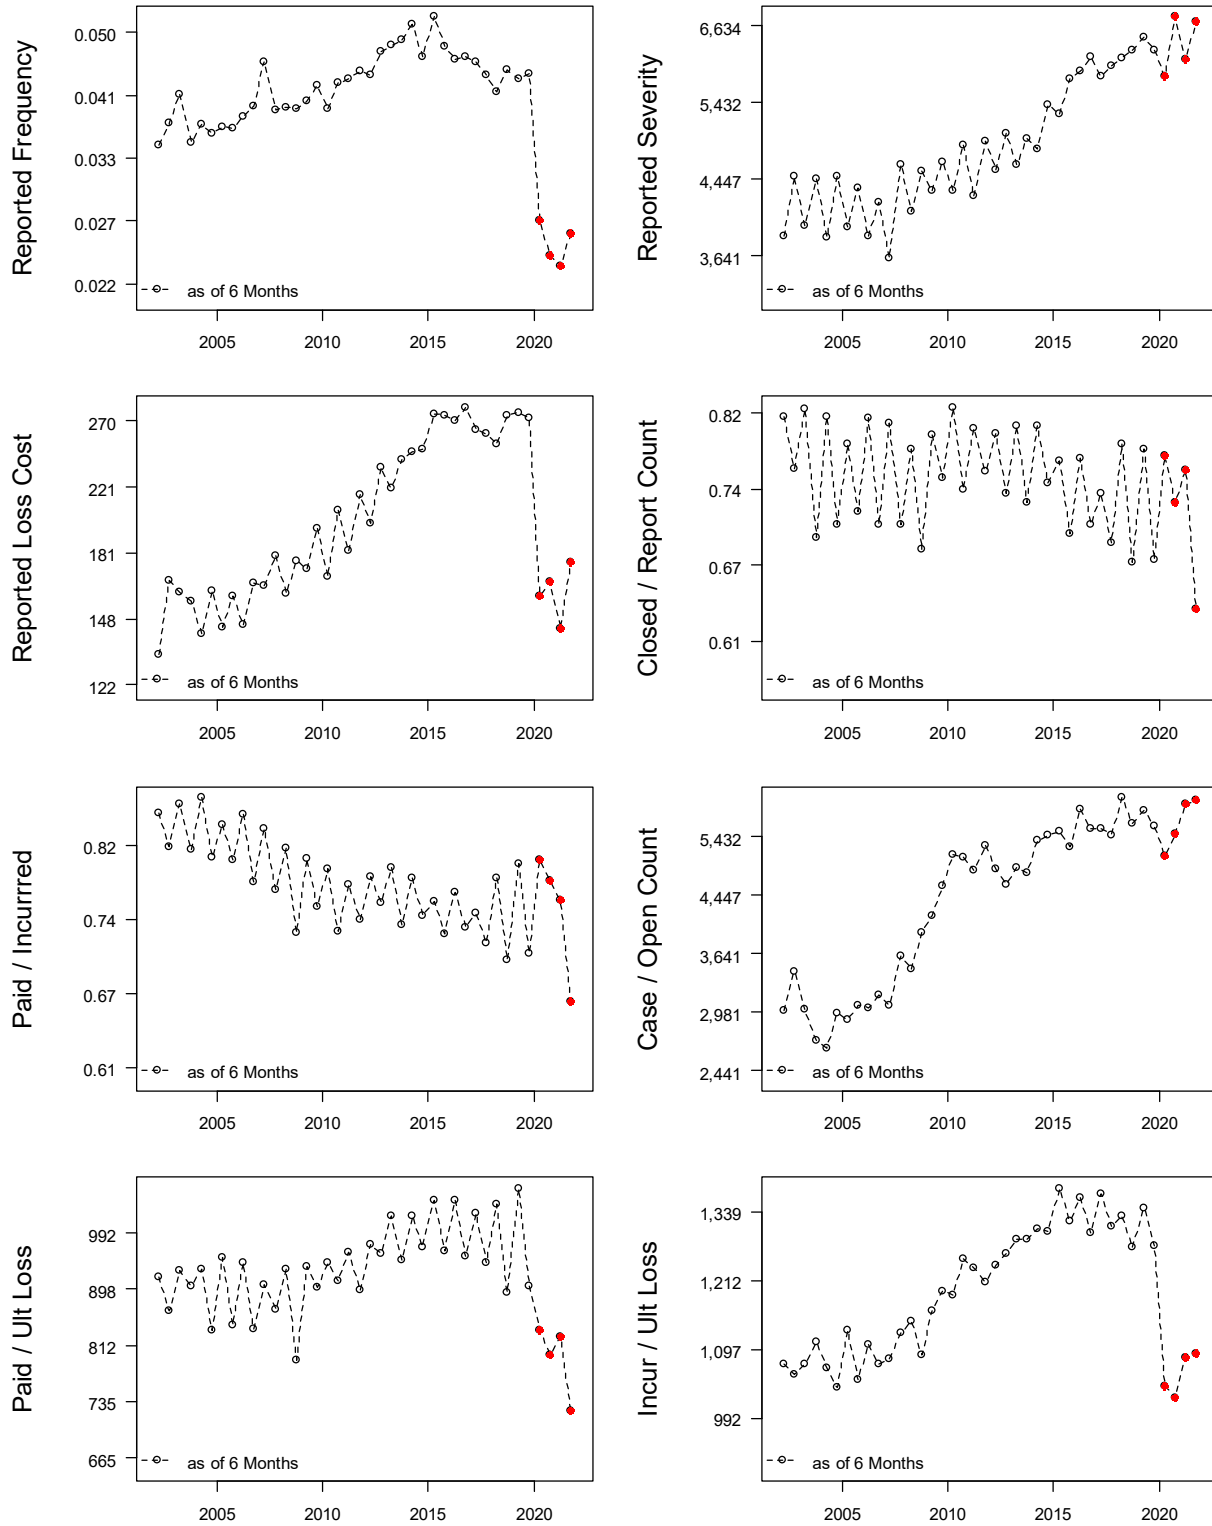 Reported Frequency
0.050
0.041
0.033
0.027
0.022
as of 6 Months
2005 2010 2015 2020
Reported Severity
6,634
5,432
4,447
3,641
as of 6 Months
2005 2010 2015 2020
Reported Loss Cost
270
221
181
148
122
as of 6 Months
2005 2010 2015 2020
Closed / Report Count
0.82
0.74
0.67
0.61
as of 6 Months
2005 2010 2015 2020
Paid / Incurrred
0.82
0.74
0.67
0.61
as of 6 Months
2005 2010 2015 2020
Case / Open Count
5,432
4,447
3,641
2,981
2,441
as of 6 Months
2005 2010 2015 2020
Paid / Ult Loss
992
898
812
735
665
as of 6 Months
2005 2010 2015 2020
Incur / Ult Loss
1,339
1,212
1,097
992
as of 6 Months
2005 2010 2015 2020